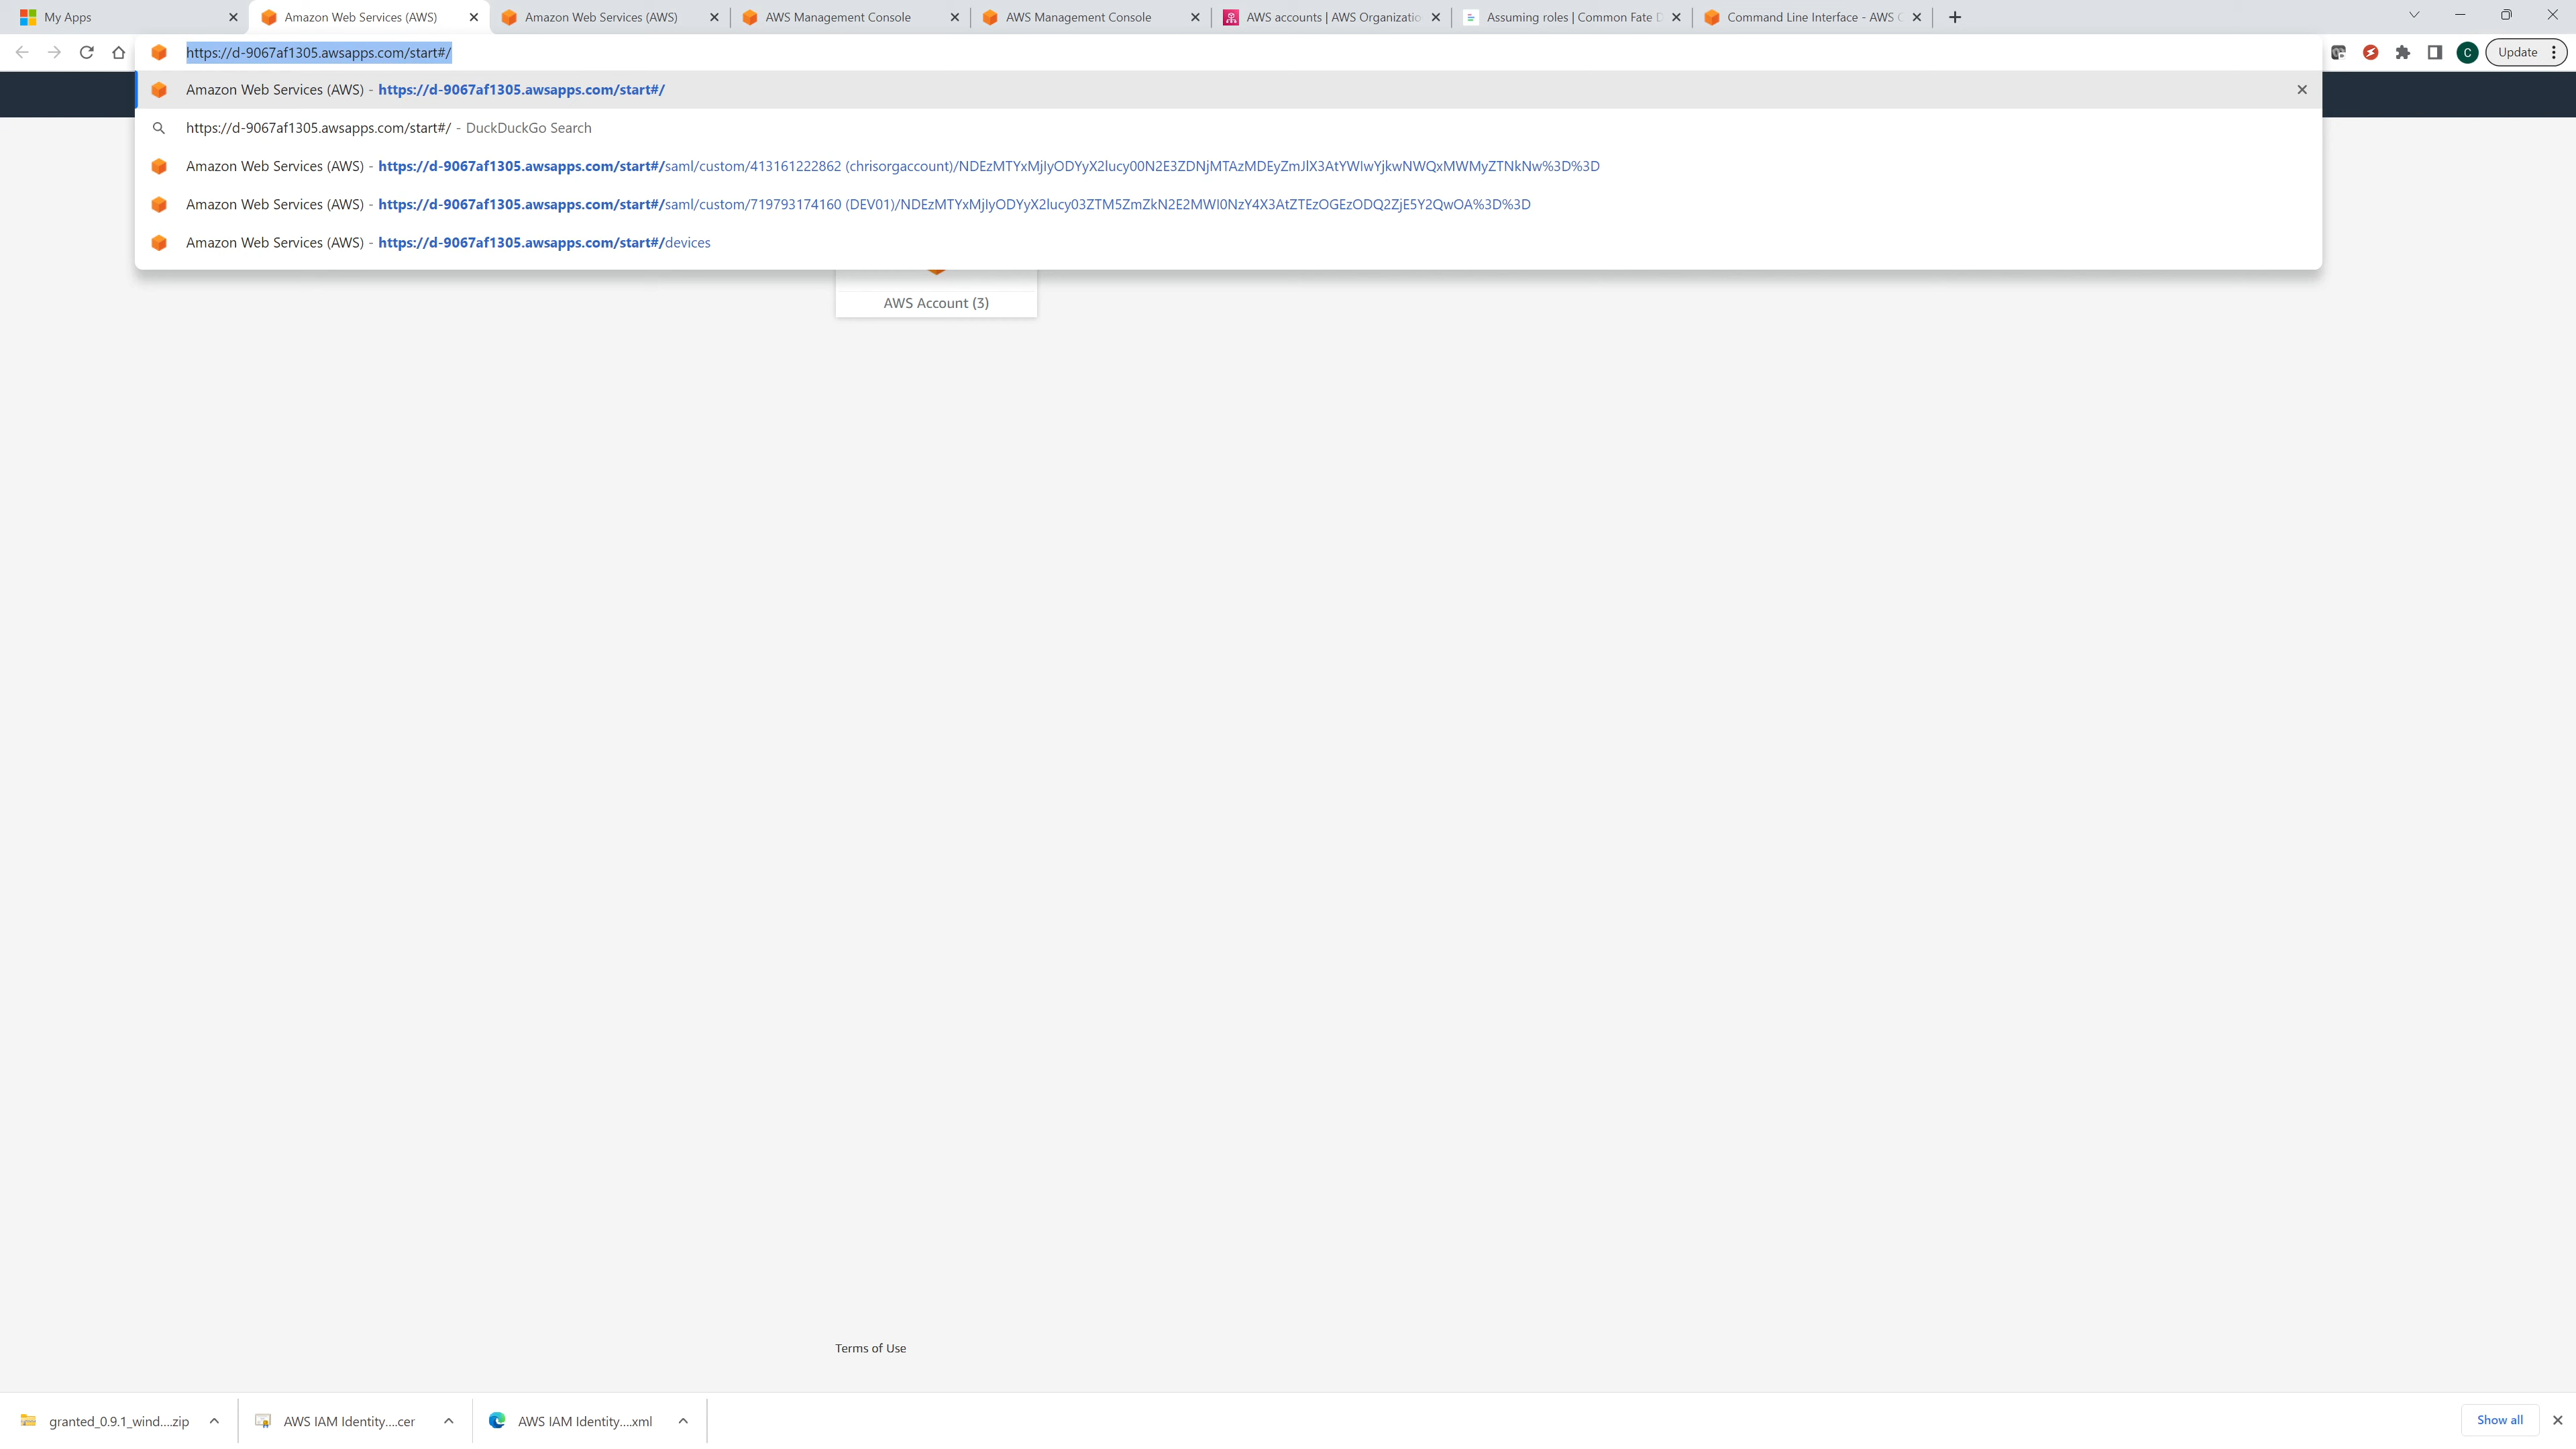 My Apps
Amazon Web Services (AWS)
Amazon Web Services (AWS)
AWS Management Console
AWS Management Console
AWS accounts | AWS Organizatio
Assuming roles | Common Fate D
Command Line Interface - AWS C
https://d-9067af1305.awsapps.com/start#/
C
Update
Amazon Web Services (AWS) - https://d-9067af1305.awsapps.com/start#/
https://d-9067af1305.awsapps.com/start#/ - DuckDuckGo Search
Amazon Web Services (AWS) - https://d-9067af1305.awsapps.com/start#/saml/custom/413161222862 (chrisorgaccount)/NDEzMTYxMjIyODYyX2lucy00N2E3ZDNjMTAzMDEyZmJlX3AtYWIwYjkwNWQxMWMyZTNkNw%3D%3D
Amazon Web Services (AWS) - https://d-9067af1305.awsapps.com/start#/saml/custom/719793174160 (DEV01)/NDEzMTYxMjIyODYyX2lucy03ZTM5ZmZkN2E2MWI0NzY4X3AtZTEzOGEzODQ2ZjE5Y2QwOA%3D%3D
Amazon Web Services (AWS) - https://d-9067af1305.awsapps.com/start#/devices
AWS Account (3)
Terms of Use
granted_0.9.1_wind....zip
AWS IAM Identity....cer
AWS IAM Identity....xml
Show all